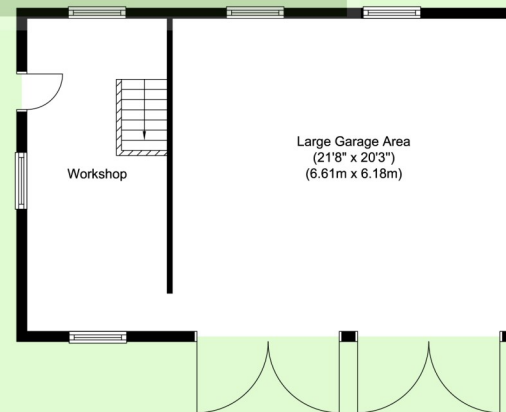 Large Garage Area
(21'8" x 20'3")
(6.61m x 6.18m)
Workshop